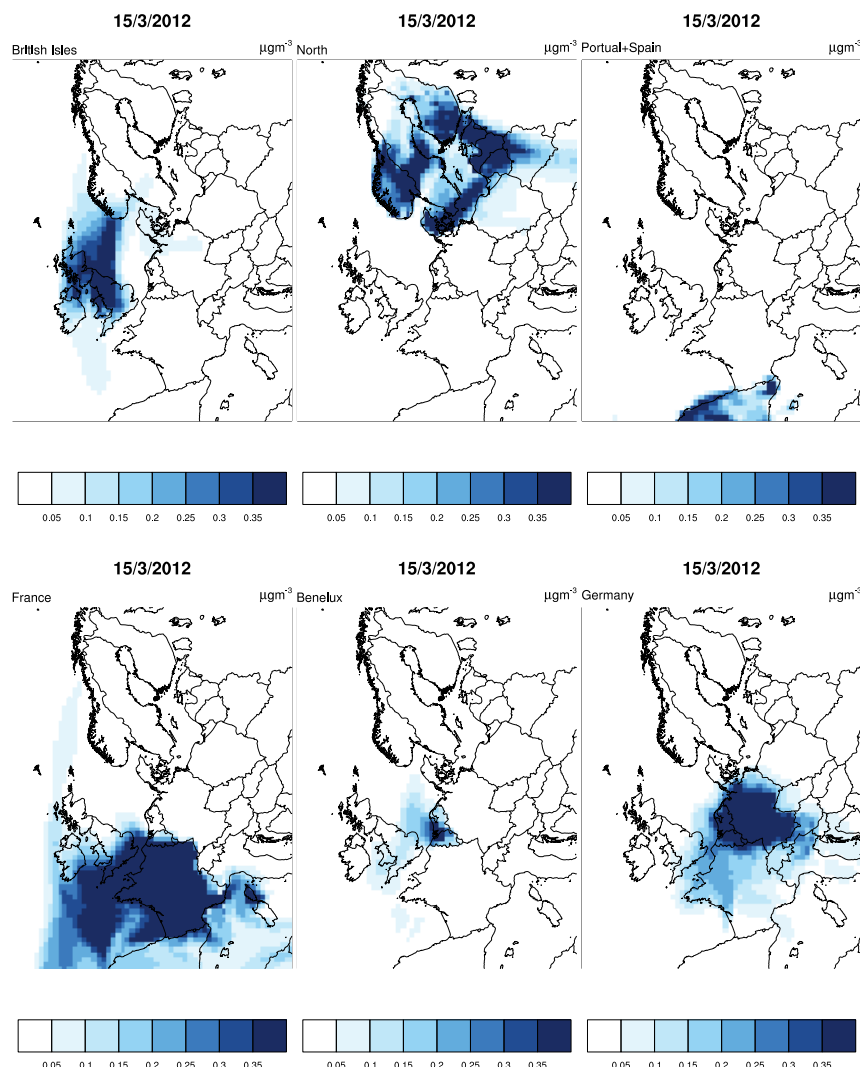 15/3/2012 15/3/2012 15/3/2012
British Isles µgm-3 North µgm-3 Portual+Spain µgm-3
0.05 0.1 0.15 0.2 0.25 0.3 0.35 0.05 0.1 0.15 0.2 0.25 0.3 0.35 0.05 0.1 0.15 0.2 0.25 0.3 0.35
15/3/2012 15/3/2012 15/3/2012
France µgm-3 Benelux µgm-3 Germany µgm-3
0.05 0.1 0.15 0.2 0.25 0.3 0.35 0.05 0.1 0.15 0.2 0.25 0.3 0.35 0.05 0.1 0.15 0.2 0.25 0.3 0.35